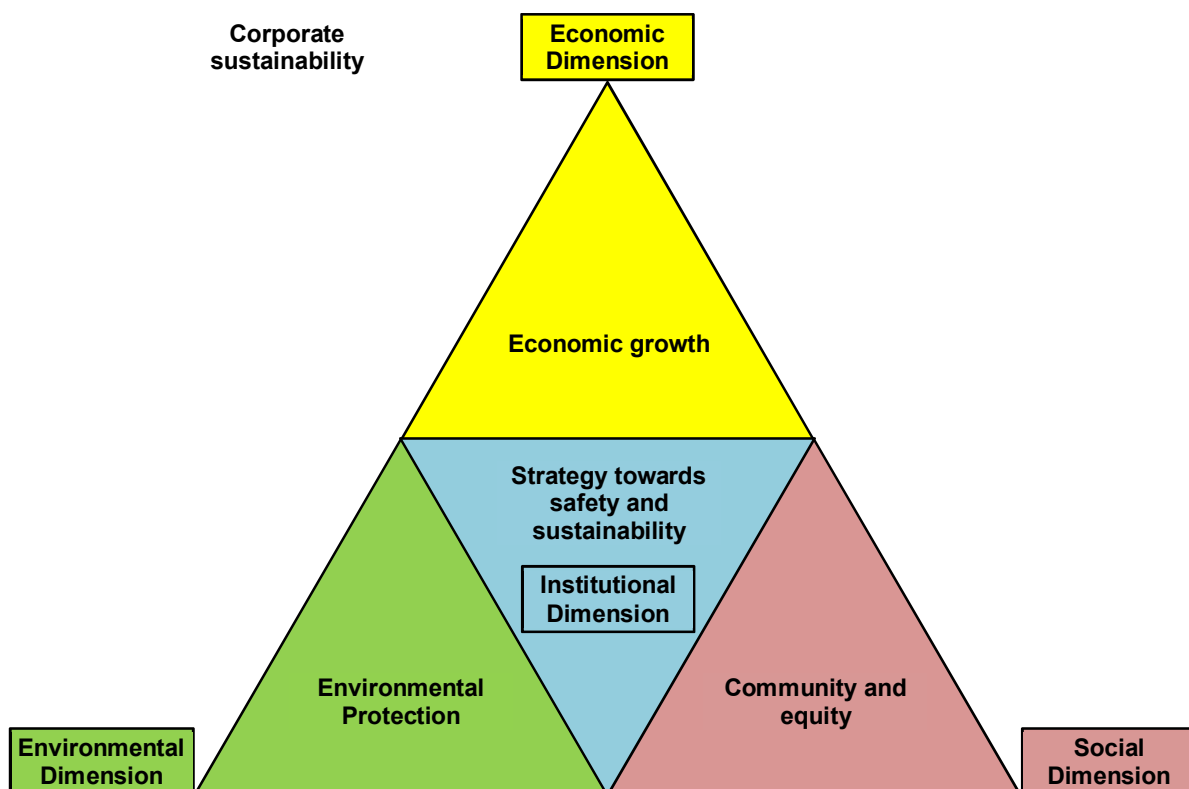 Corporate
sustainability
Economic
Dimension
Economic growth
Strategy towards
safety and
sustainability
Institutional
Dimension
Environmental
Protection
Community and
equity
Environmental
Dimension
Social
Dimension